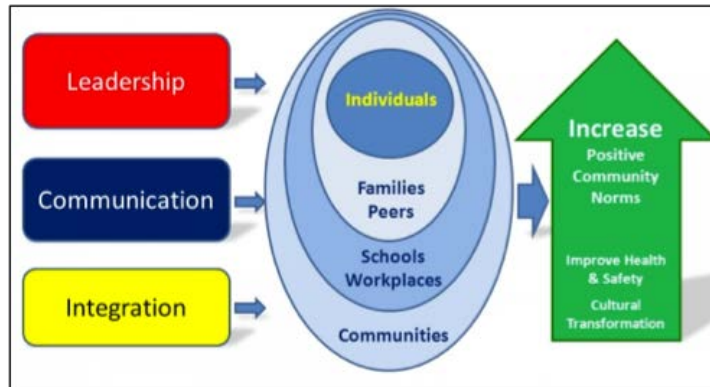 Leadership
Communication
Integration
Individuals
Families
Peers
Schools
Workplaces
Communities
Increase
Positive
Community
Norms
Improve Health
& Safety
Cultural
Transformation